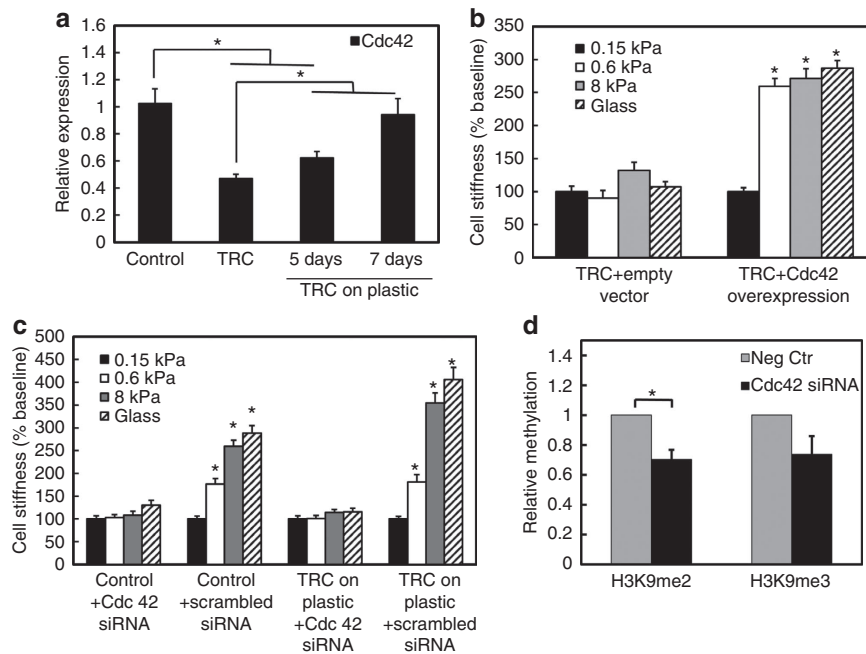 a
Relative expression
1.6
1.4
1.2
1
0.8
0.6
0.4
0.2
0
Cdc42
*
*
Control TRC 5 days 7 days
TRC on plastic
b
Cell stiffness (% baseline)
350
300
250
200
150
100
50
0
0.15 kPa
0.6 kPa
8 kPa
Glass
* * *
TRC+empty vector
TRC+Cdc42 overexpression
c
Cell stiffness (% baseline)
500
450
400
350
300
250
200
150
100
50
0
0.15 kPa
0.6 kPa
8 kPa
Glass
* * *
* * *
Control
+Cdc 42
siRNA
Control
+scrambled
siRNA
TRC on
plastic
+Cdc 42
siRNA
TRC on
plastic
+scrambled
siRNA
d
Relative methylation
1.4
1.2
1
0.8
0.6
0.4
0.2
0
Neg Ctr
Cdc42 siRNA
*
H3K9me2 H3K9me3